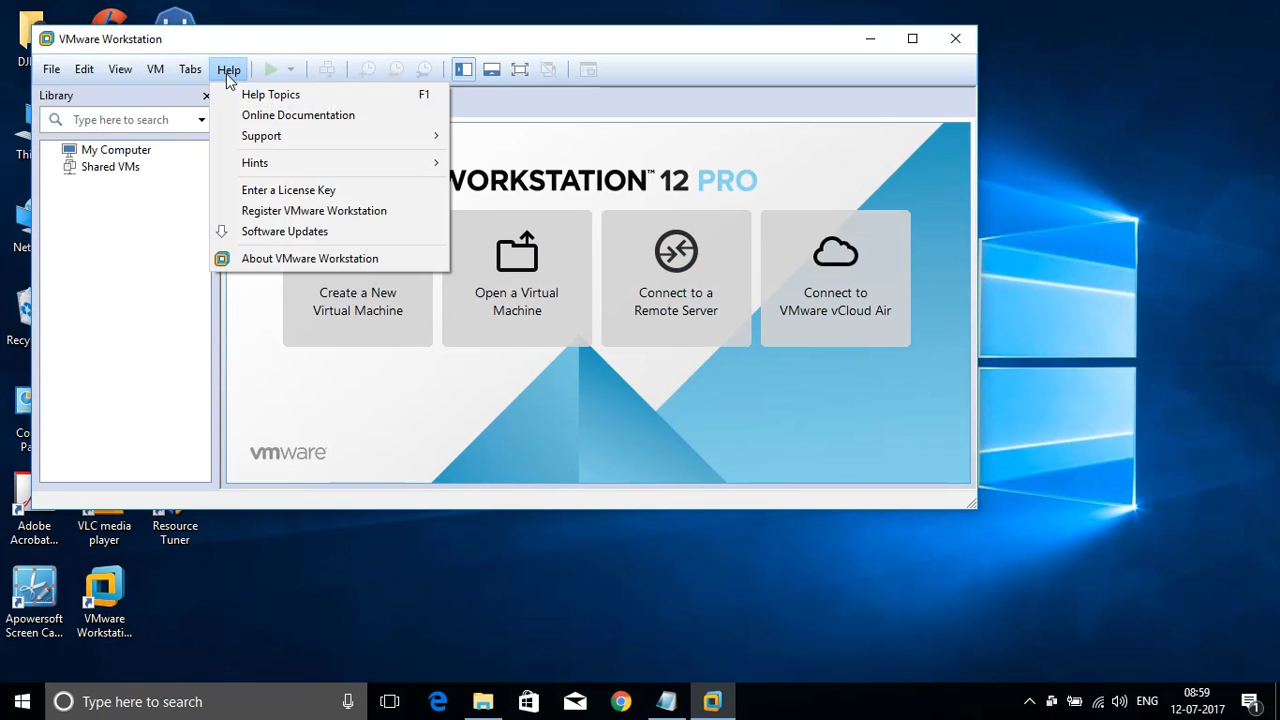 VMware Workstation
File Edit View VM Tabs Help
Library
Type here to search
My Computer
Shared VMs
Help Topics F1
Online Documentation
Support
Hints
Enter a License Key
Register VMware Workstation
Software Updates
About VMware Workstation
WORKSTATION™ 12 PRO
Create a New
Virtual Machine
Open a Virtual
Machine
Connect to a
Remote Server
Connect to
VMware vCloud Air
vmware
Adobe
Acrobat...
VLC media
player
Resource
Tuner
Apowersoft
Screen Ca...
VMware
Workstati...
Type here to search
ENG
08:59
12-07-2017
1